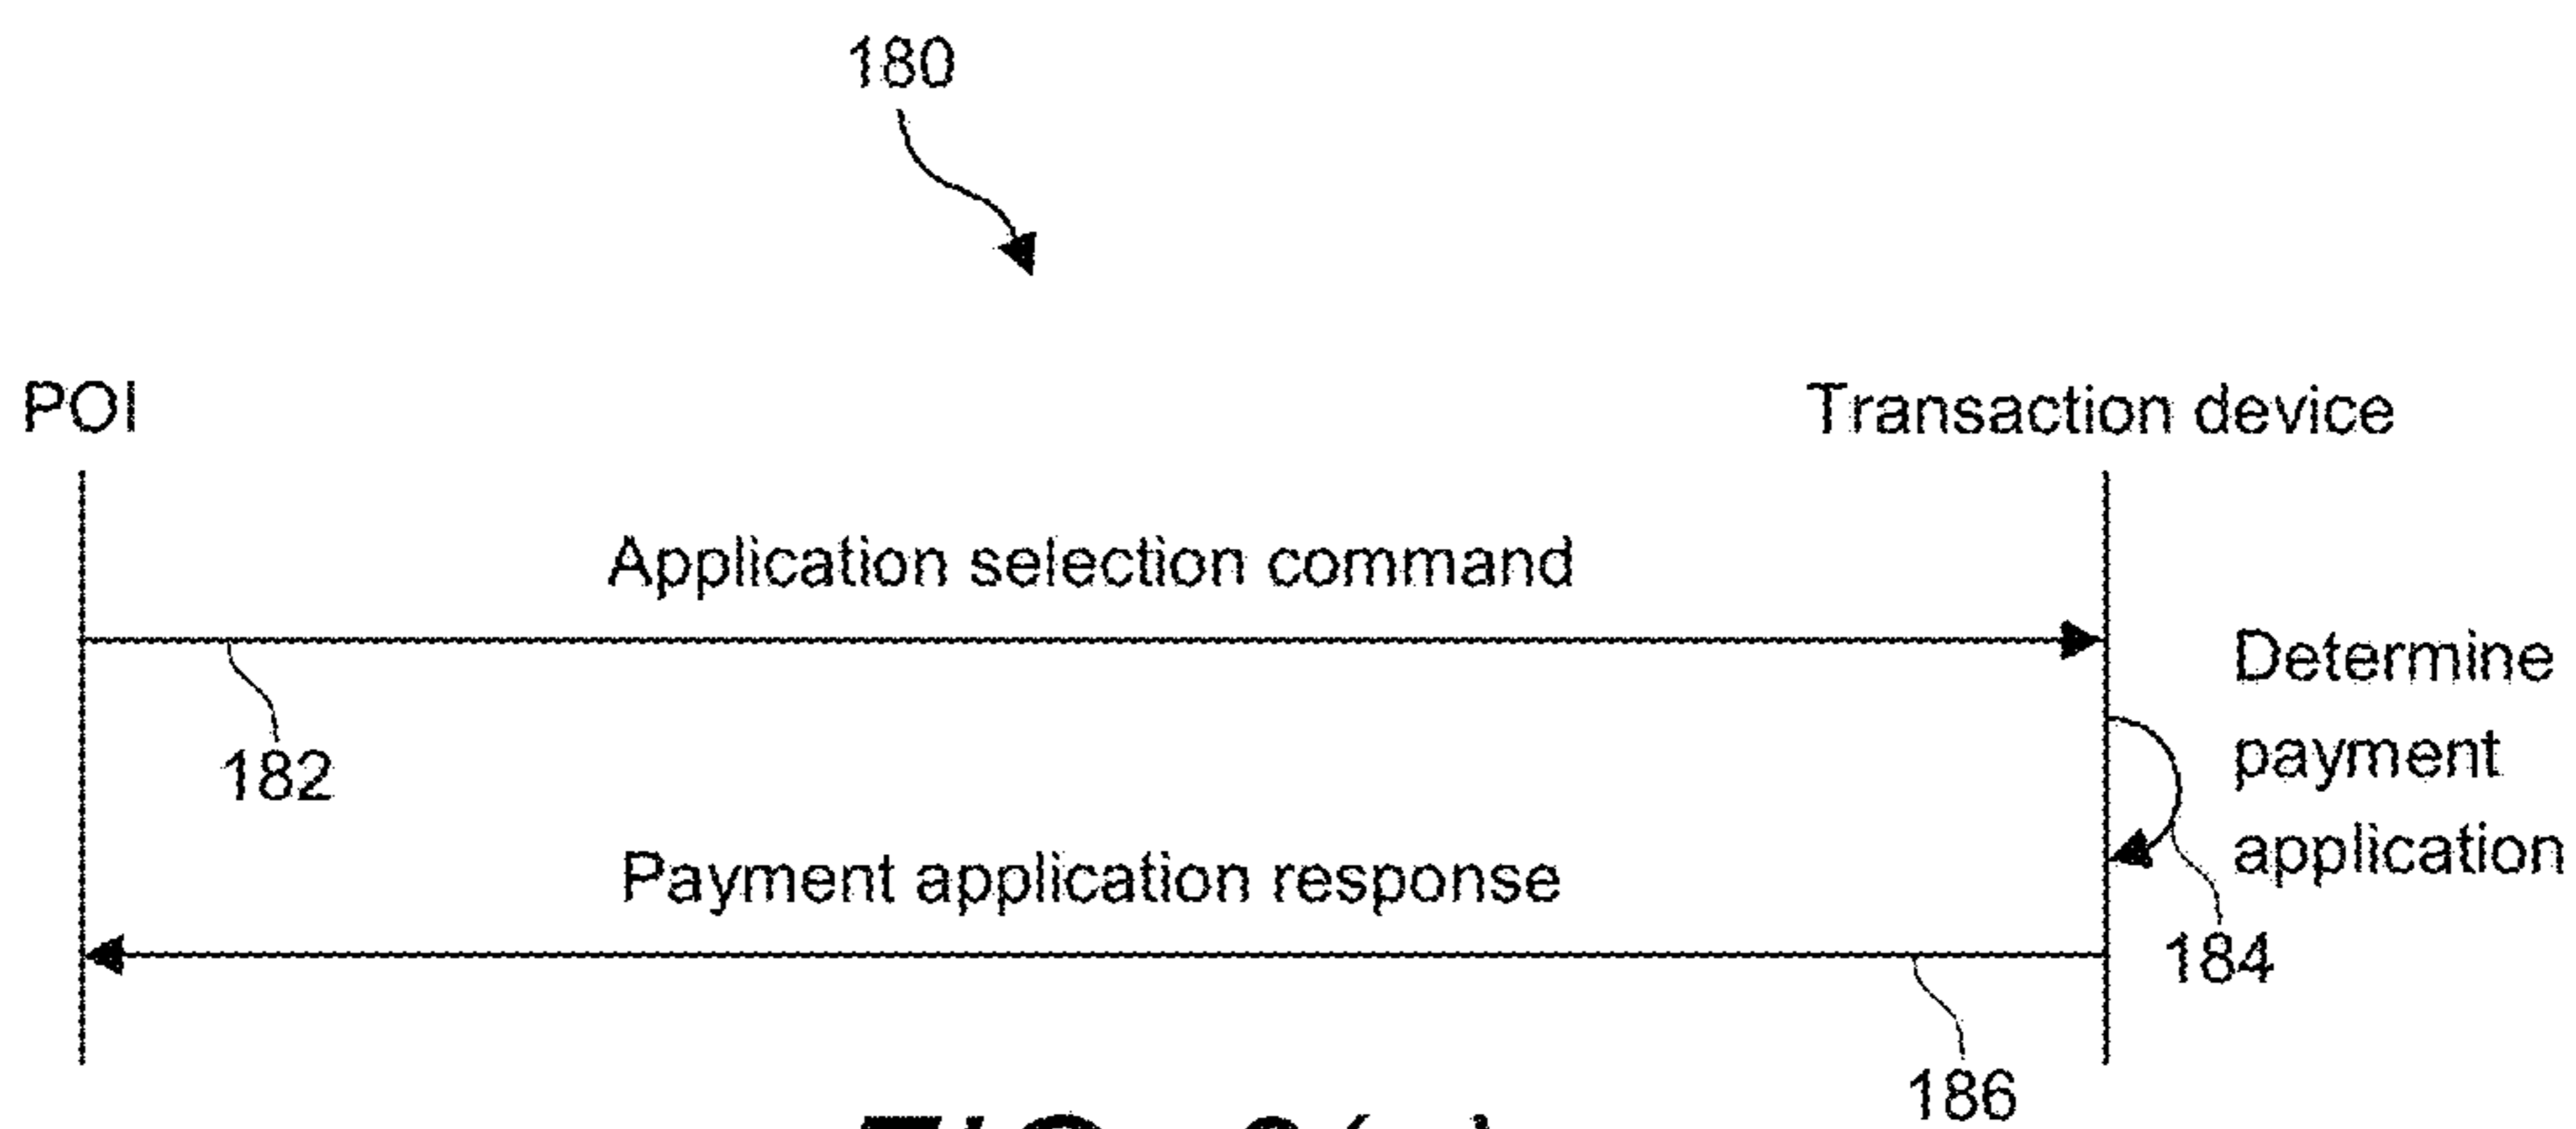 180
POI
Transaction device
Application selection command
182
Determine
payment
application
184
Payment application response
186